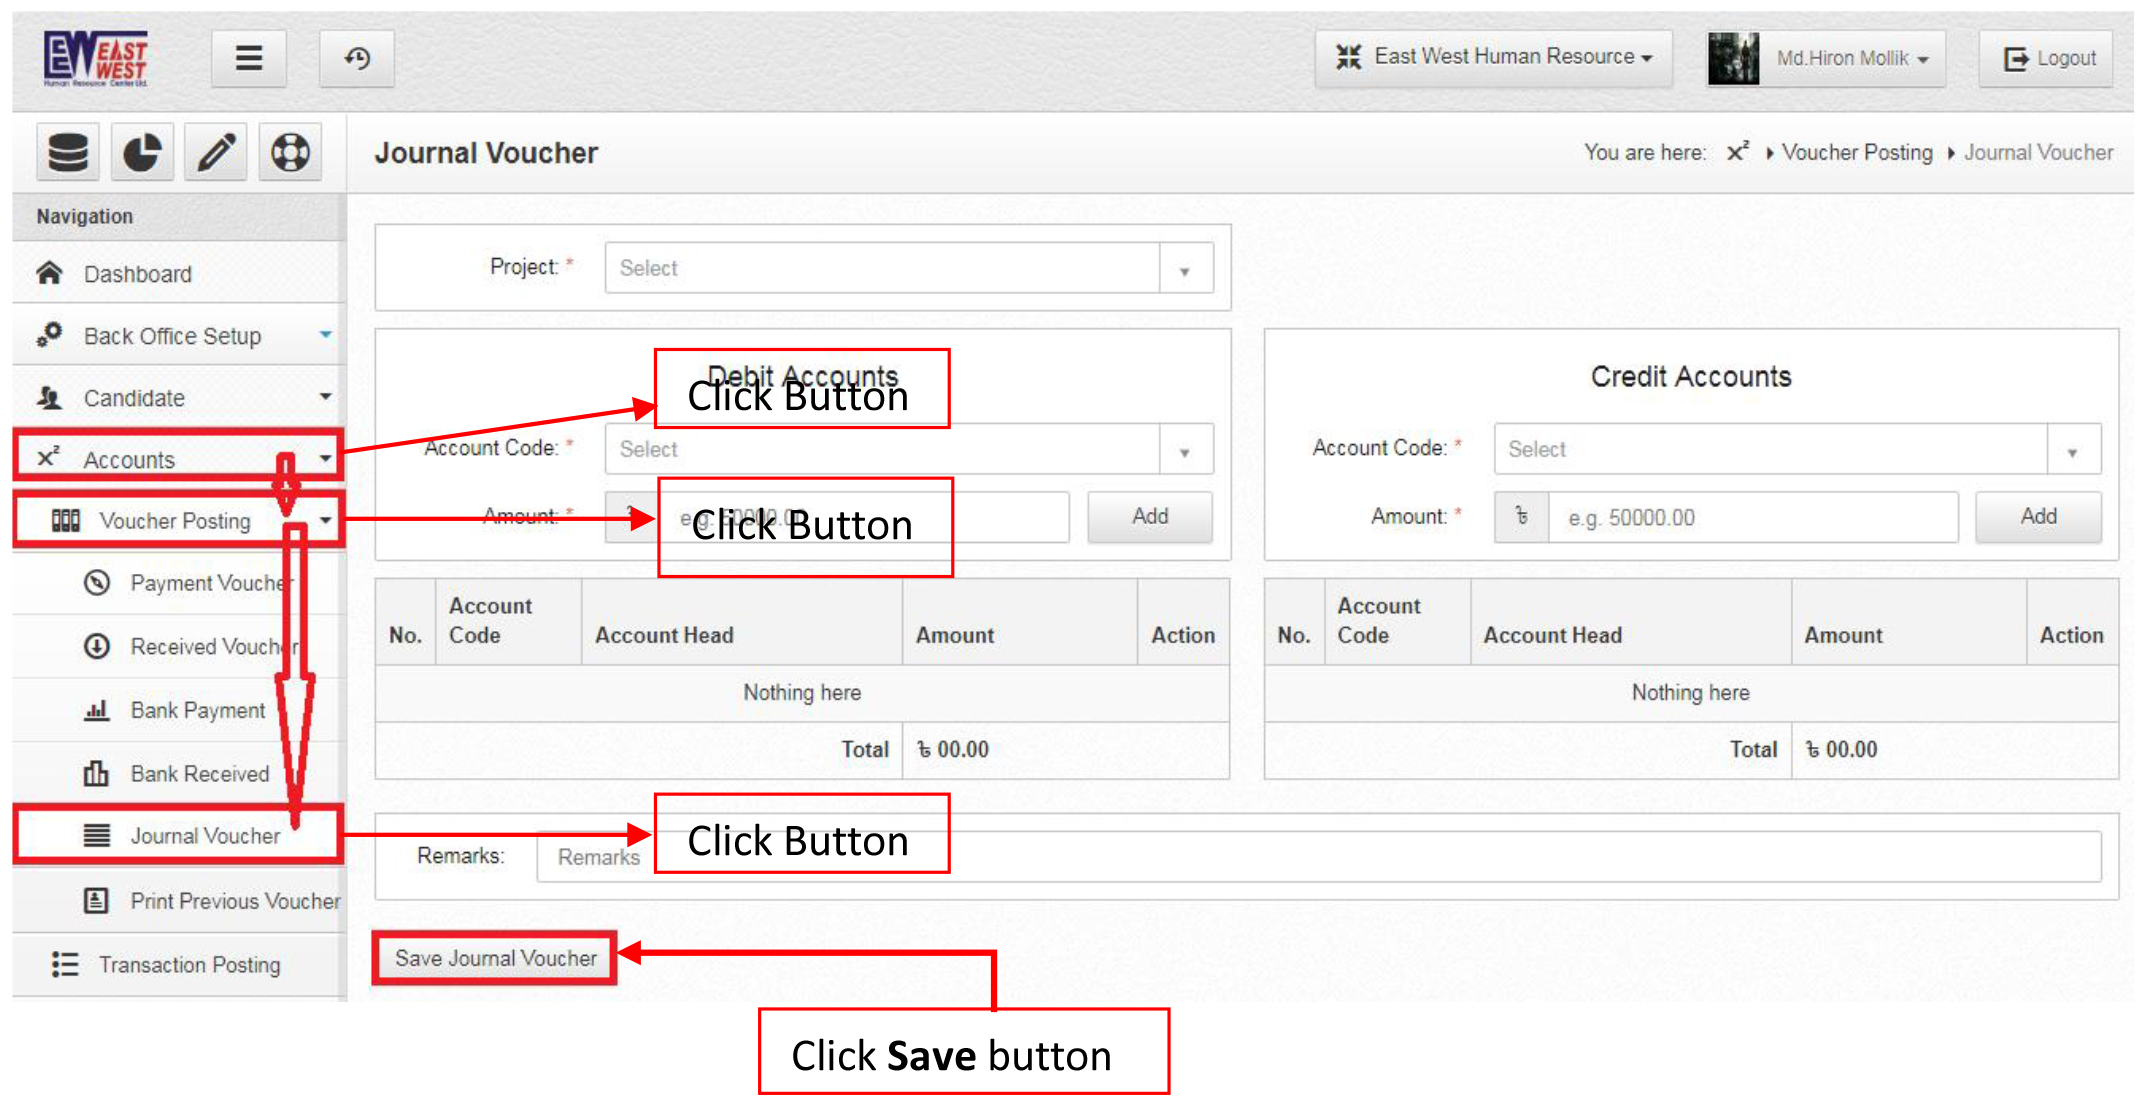 EW EAST
WEST
Human Resource Center Ltd.
East West Human Resource
Md.Hiron Mollik
Logout
Journal Voucher
You are here: x² Voucher Posting Journal Voucher
Navigation
Dashboard
Back Office Setup
Candidate
x² Accounts
Voucher Posting
Payment Voucher
Received Voucher
Bank Payment
Bank Received
Journal Voucher
Print Previous Voucher
Transaction Posting
Project: * Select
Debit Accounts
Click Button
Account Code: * Select
Amount: * ৳ e.g. 50000.00 Add
Click Button
No. Account Code Account Head Amount Action
Nothing here
Total ৳ 00.00
Credit Accounts
Account Code: * Select
Amount: * ৳ e.g. 50000.00 Add
No. Account Code Account Head Amount Action
Nothing here
Total ৳ 00.00
Click Button
Remarks: Remarks
Save Journal Voucher
Click Save button